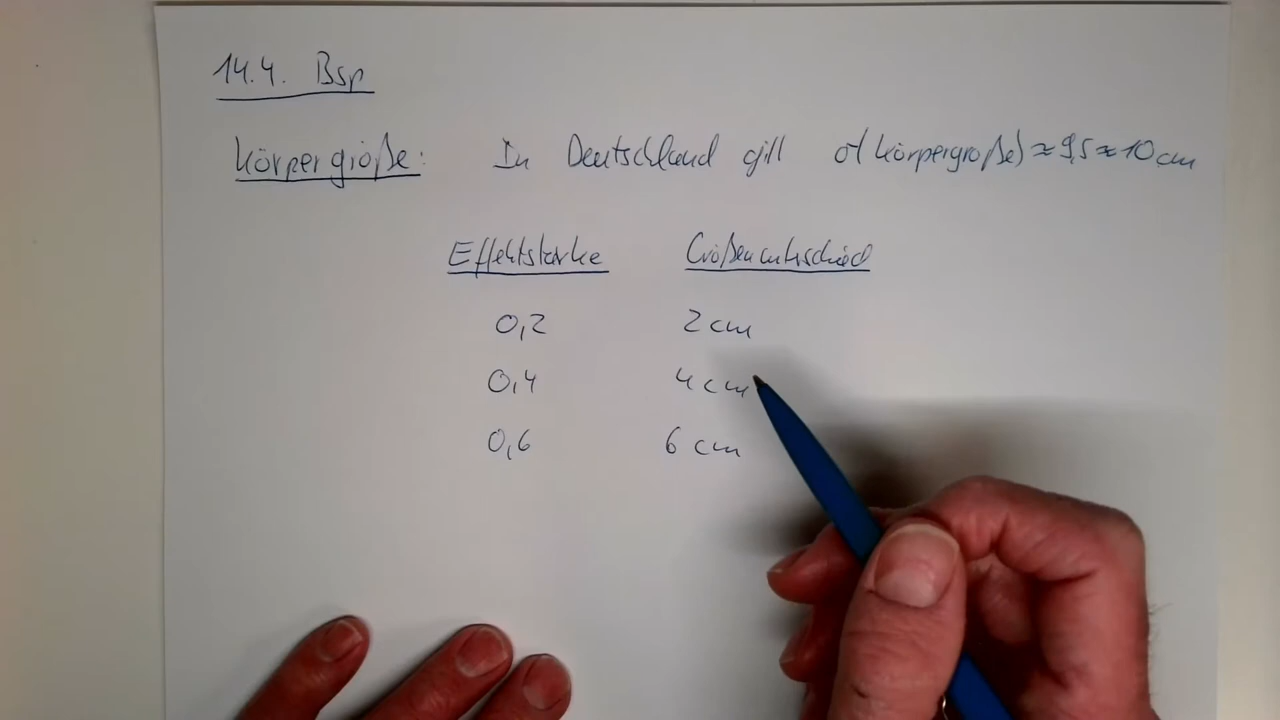 14.4. Bsp
Körpergröße: In Deutschland gilt σ(Körpergröße) ≈ 9,5 ≈ 10 cm
Effektstärke Größenunterschied
0,2 2 cm
0,4 4 cm
0,6 6 cm